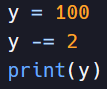 y = 100
y -= 2
print(y)